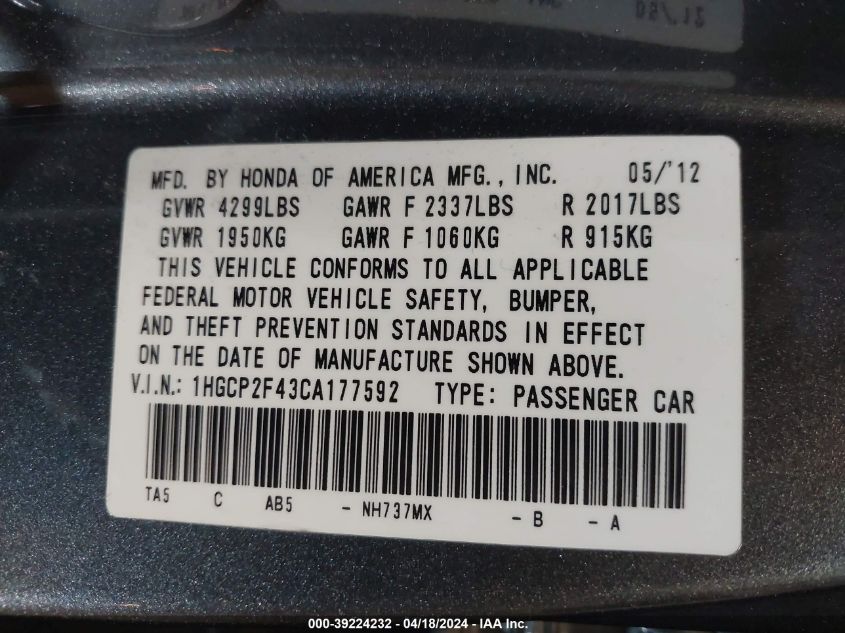 05/'12
MFD. BY HONDA OF AMERICA MFG., INC. 05/'12
GVWR 4299LBS GAWR F 2337LBS R 2017LBS
GVWR 1950KG GAWR F 1060KG R 915KG
THIS VEHICLE CONFORMS TO ALL APPLICABLE
FEDERAL MOTOR VEHICLE SAFETY, BUMPER,
AND THEFT PREVENTION STANDARDS IN EFFECT
ON THE DATE OF MANUFACTURE SHOWN ABOVE.
V.I.N.: 1HGCP2F43CA177592 TYPE: PASSENGER CAR
TA5 C AB5 - NH737MX - B - A
000-39224232 - 04/18/2024 - IAA Inc.